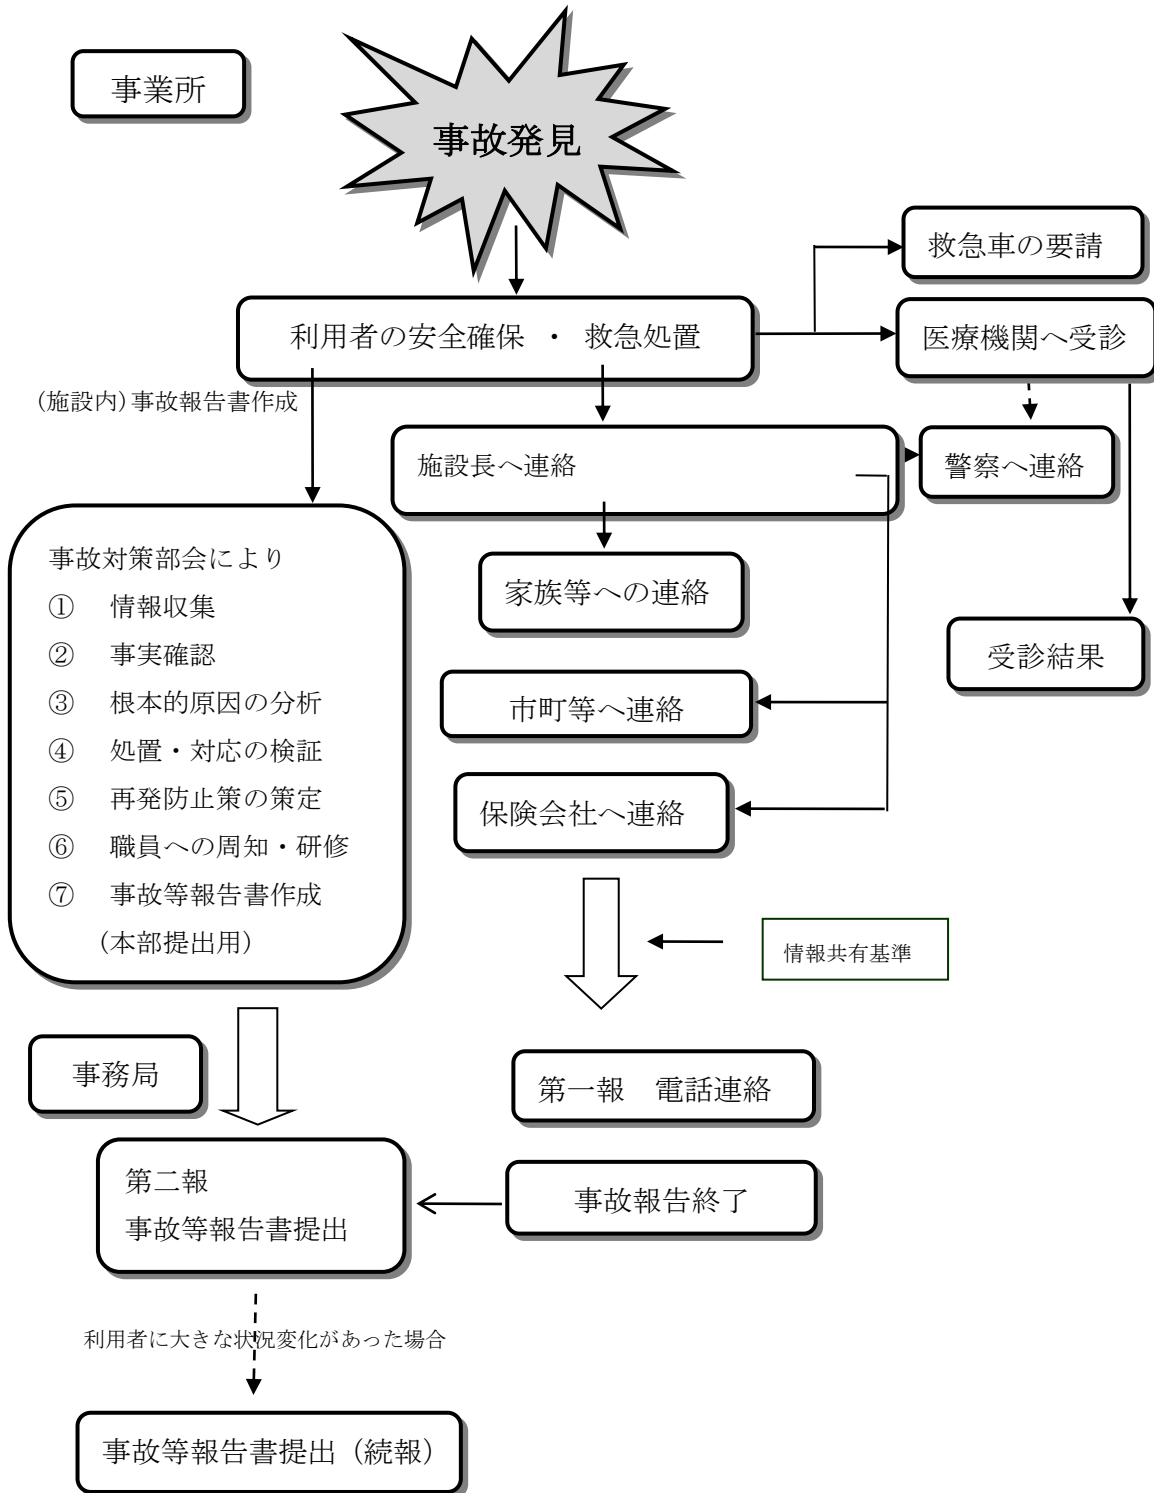 事業所
事故発見
救急車の要請
利用者の安全確保 ・ 救急処置
医療機関へ受診
(施設内)事故報告書作成
施設長へ連絡
警察へ連絡
事故対策部会により
① 情報収集
② 事実確認
③ 根本的原因の分析
④ 処置・対応の検証
⑤ 再発防止策の策定
⑥ 職員への周知・研修
⑦ 事故等報告書作成
(本部提出用)
家族等への連絡
受診結果
市町等へ連絡
保険会社へ連絡
情報共有基準
事務局
第一報 電話連絡
第二報
事故等報告書提出
事故報告終了
利用者に大きな状況変化があった場合
事故等報告書提出（続報）